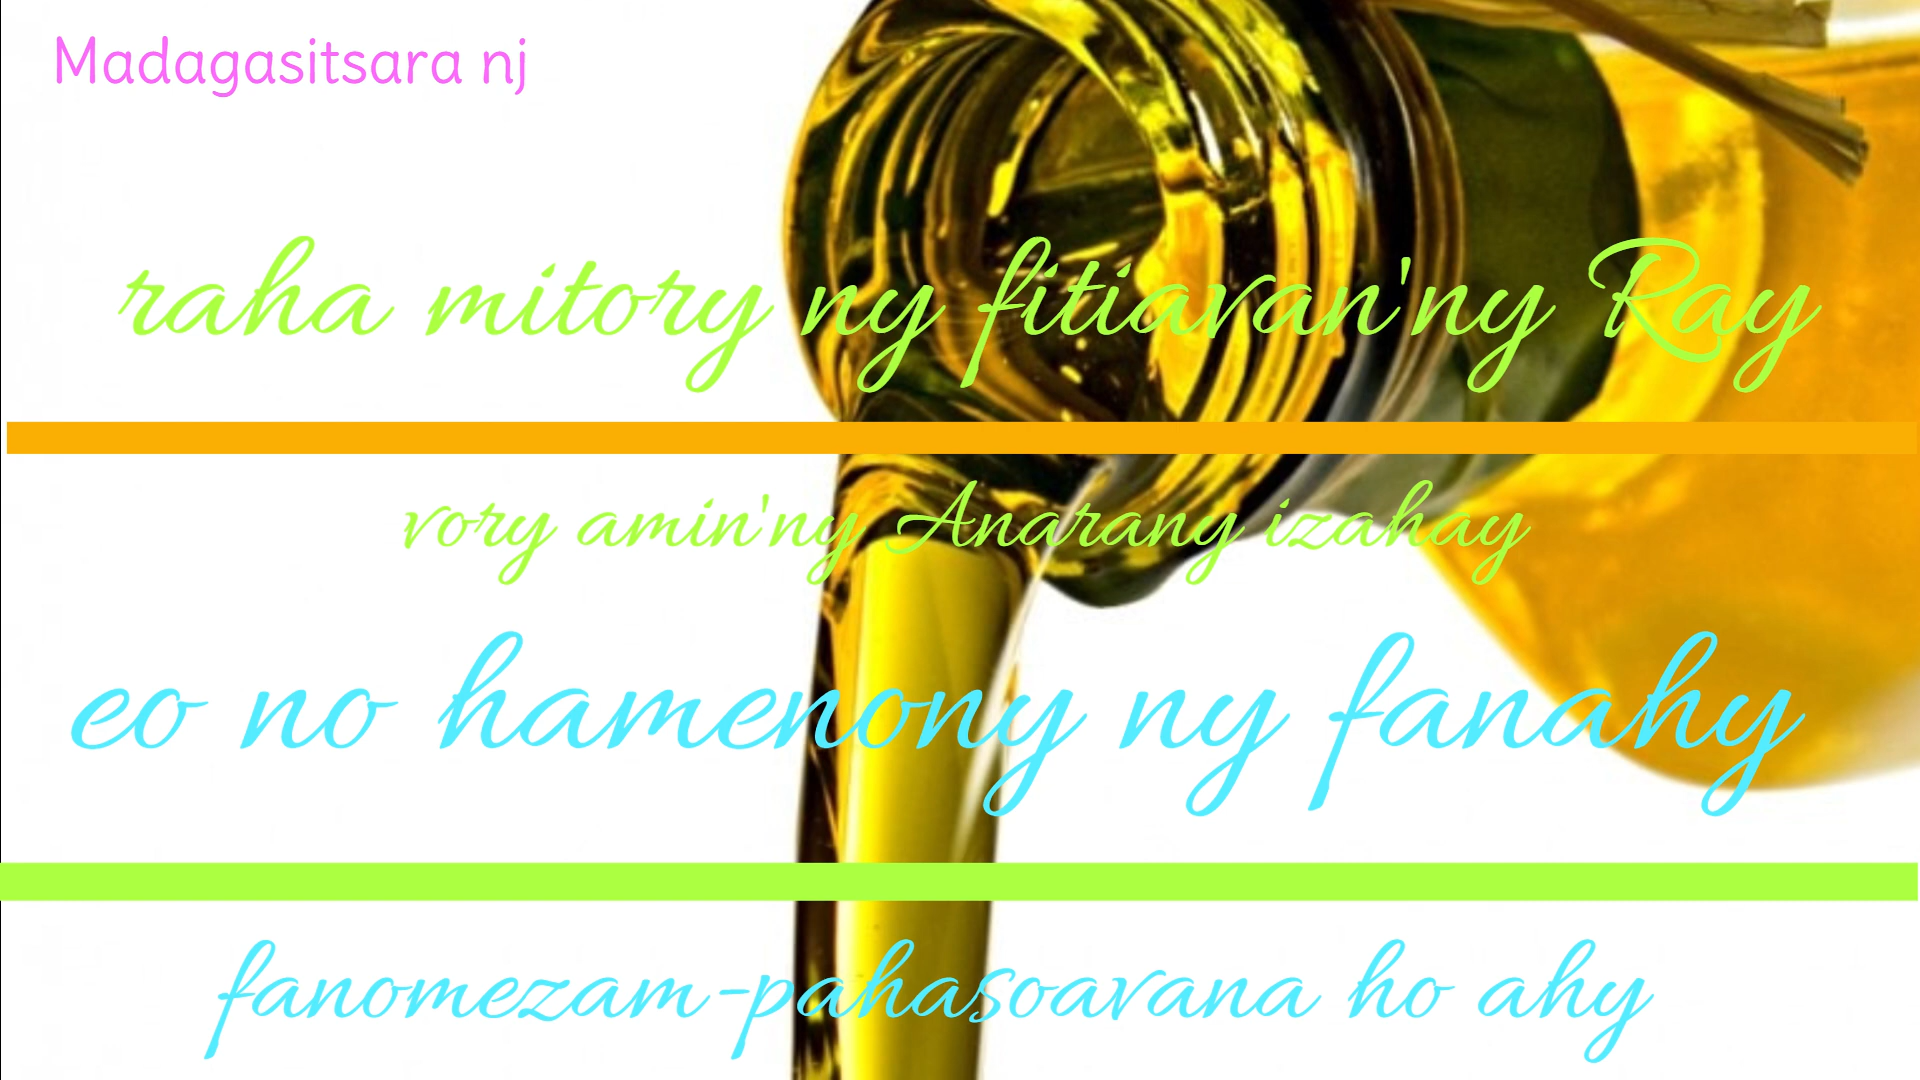 Madagasitsara nj
raha mitory ny fitiavan'ny Ray
vory amin'ny Anarany izahay
eo no hamenony ny fanahy
fanomezam-pahasoavana ho ahy